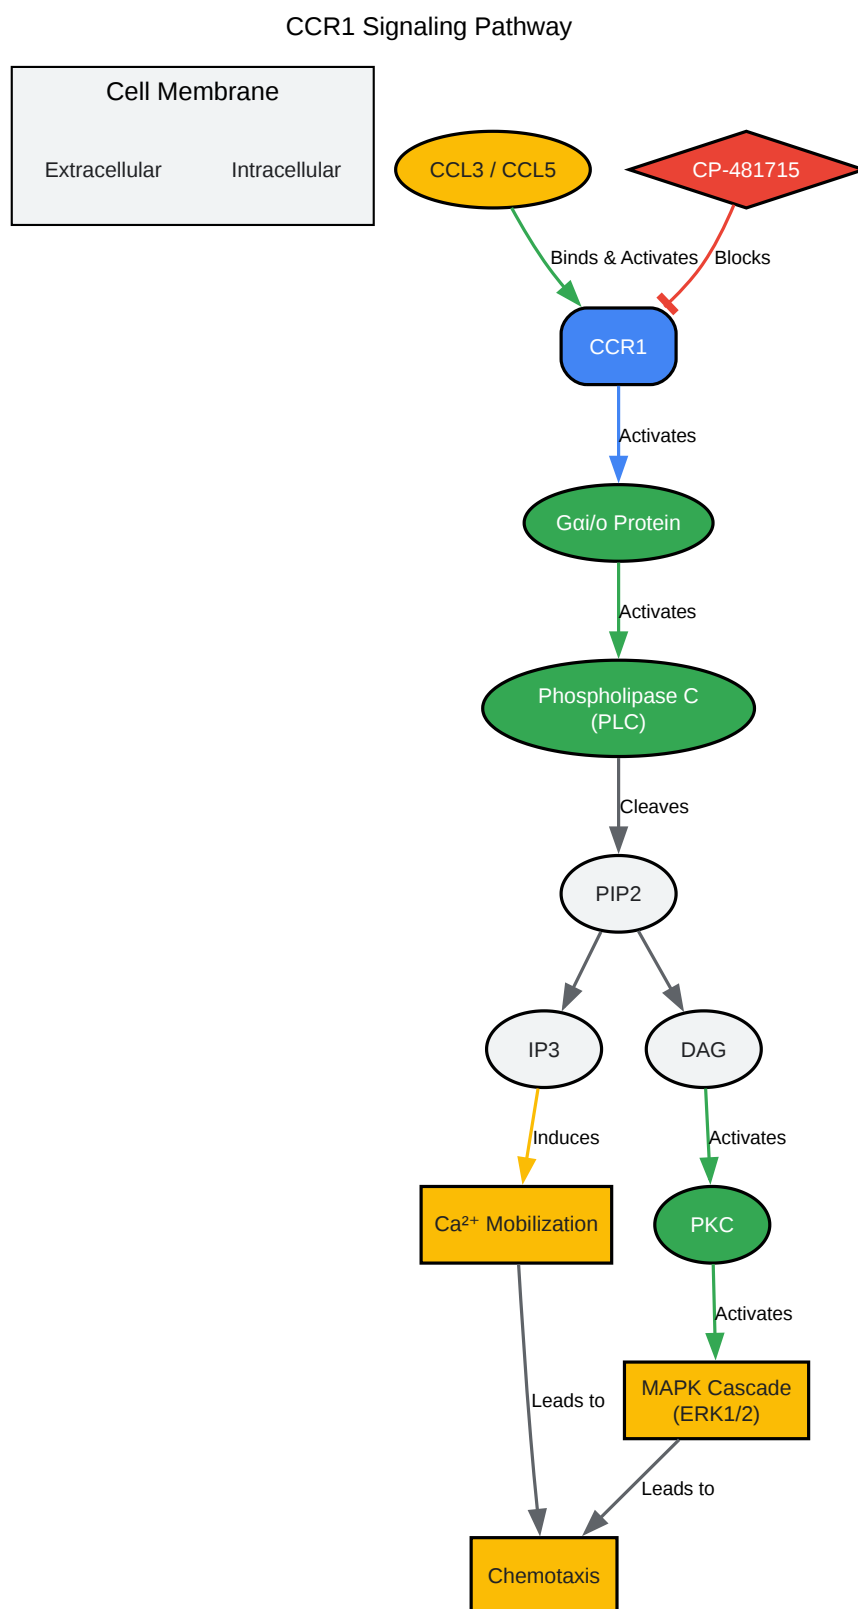 CCR1 Signaling Pathway
Cell Membrane
Extracellular
Intracellular
CCL3 / CCL5
CP-481715
Binds & Activates
Blocks
CCR1
Activates
Gαi/o Protein
Activates
Phospholipase C
(PLC)
Cleaves
PIP2
IP3
DAG
Induces
Activates
Ca²⁺ Mobilization
PKC
Activates
MAPK Cascade
(ERK1/2)
Leads to
Leads to
Chemotaxis